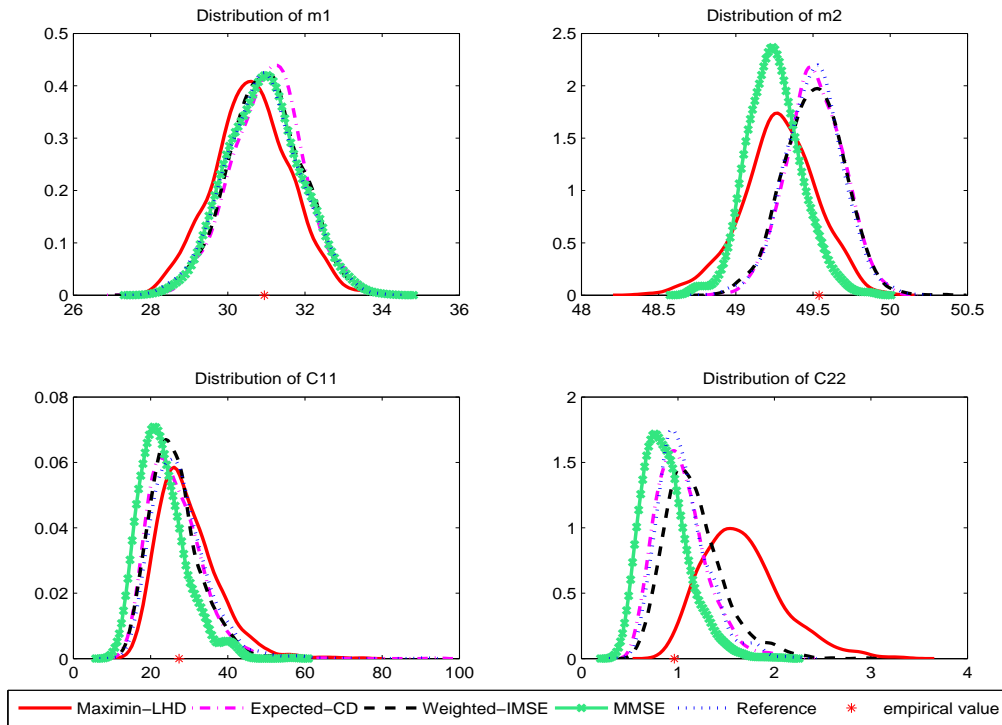 Distribution of m1
0.5
0.4
0.3
0.2
0.1
0
26 28 30 32 34 36
Distribution of m2
2.5
2
1.5
1
0.5
0
48 48.5 49 49.5 50 50.5
Distribution of C11
0.08
0.06
0.04
0.02
0
0 20 40 60 80 100
Distribution of C22
2
1.5
1
0.5
0
0 1 2 3 4
Maximin−LHD Expected−CD Weighted−IMSE MMSE Reference empirical value